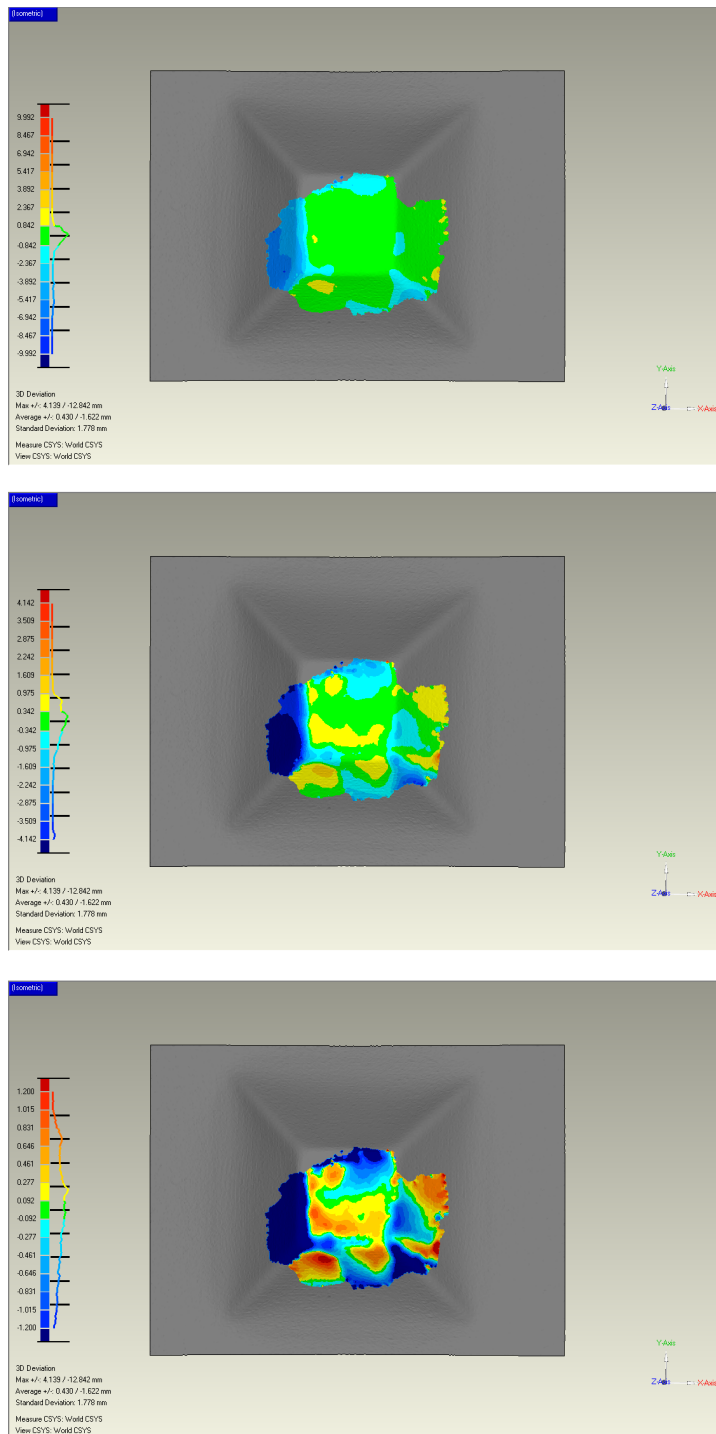 (Isometric)
9.992
8.467
6.942
5.417
3.892
2.367
0.842
-0.842
-2.367
-3.892
-5.417
-6.942
-8.467
-9.992
3D Deviation
Max +/-: 4.139 / -12.842 mm
Average +/-: 0.430 / -1.622 mm
Standard Deviation: 1.778 mm
Measure CSYS: World CSYS
View CSYS: World CSYS
Y-Axis
Z-Axis
X-Axis
(Isometric)
4.142
3.509
2.875
2.242
1.609
0.975
0.342
-0.342
-0.975
-1.609
-2.242
-2.875
-3.509
-4.142
3D Deviation
Max +/-: 4.139 / -12.842 mm
Average +/-: 0.430 / -1.622 mm
Standard Deviation: 1.778 mm
Measure CSYS: World CSYS
View CSYS: World CSYS
Y-Axis
Z-Axis
X-Axis
(Isometric)
1.200
1.015
0.831
0.646
0.461
0.277
0.092
-0.092
-0.277
-0.461
-0.646
-0.831
-1.015
-1.200
3D Deviation
Max +/-: 4.139 / -12.842 mm
Average +/-: 0.430 / -1.622 mm
Standard Deviation: 1.778 mm
Measure CSYS: World CSYS
View CSYS: World CSYS
Y-Axis
Z-Axis
X-Axis